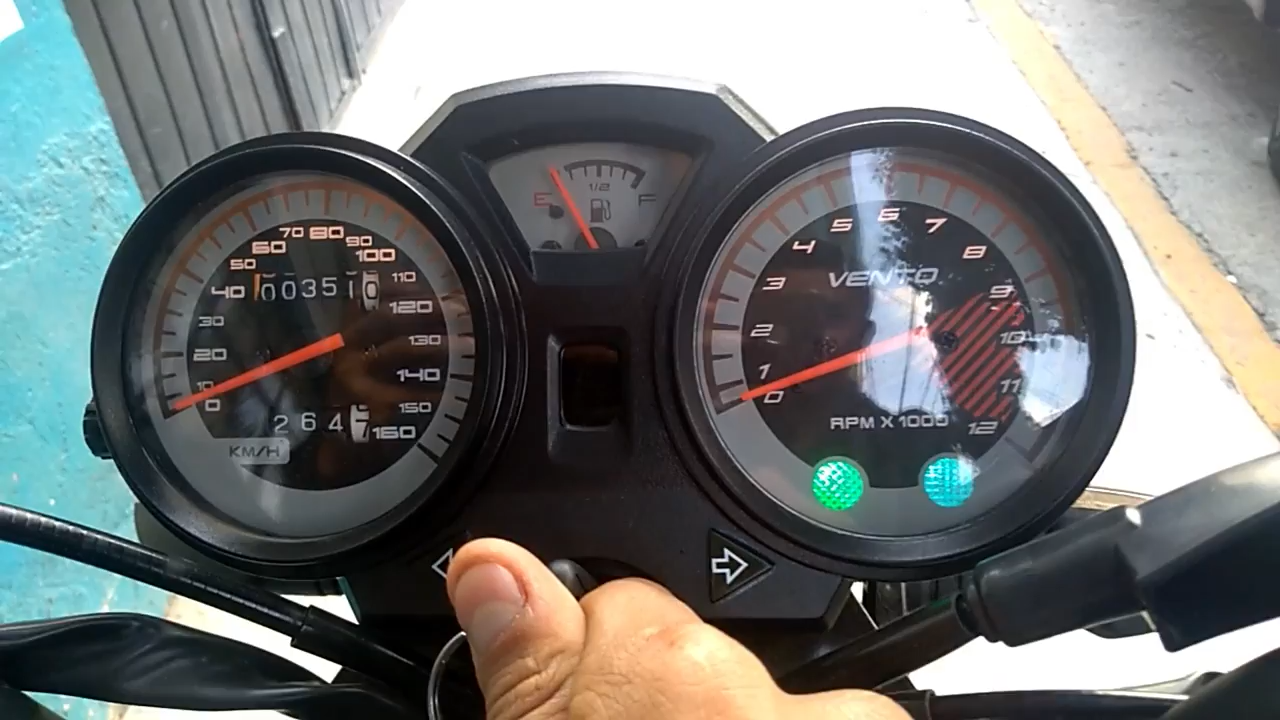 0 10 20 30 40 50 60 70 80 90 100 110 120 130 140 150 160
003510
2647
KM/H
E 1/2 F
0 1 2 3 4 5 6 7 8 9 10 11 12
VENTO
RPM X 1000